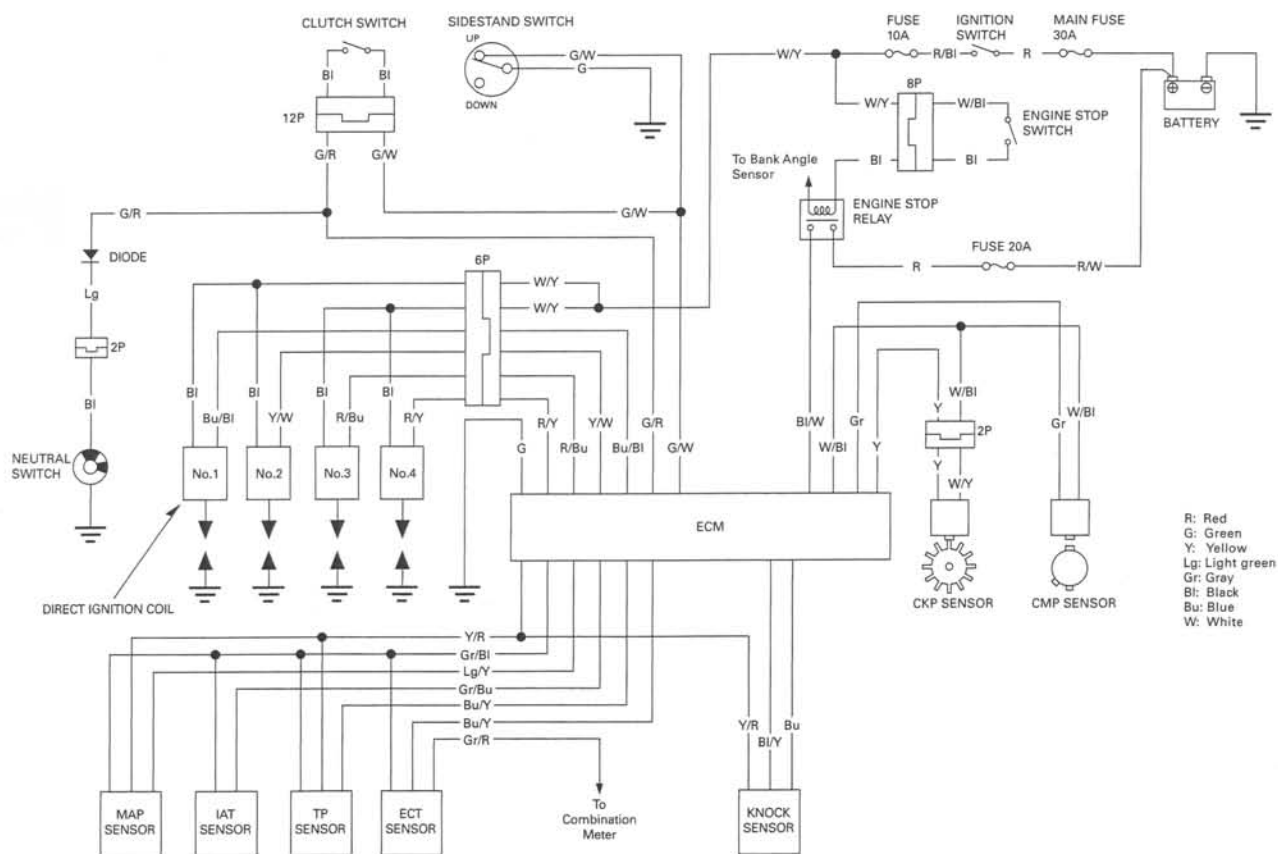 CLUTCH SWITCH
SIDESTAND SWITCH
UP
DOWN
G/W
G
Bl
Bl
12P
G/R
G/W
G/R
G/W
DIODE
Lg
2P
Bl
NEUTRAL
SWITCH
FUSE
10A
IGNITION
SWITCH
MAIN FUSE
30A
W/Y
R/Bl
R
8P
W/Y
W/Bl
ENGINE STOP
SWITCH
BATTERY
Bl
Bl
To Bank Angle
Sensor
ENGINE STOP
RELAY
FUSE 20A
R
R/W
6P
W/Y
W/Y
Bl
Bu/Bl
Bl
Y/W
Bl
R/Bu
Bl
R/Y
G
R/Y
R/Bu
Y/W
Bu/Bl
G/R
G/W
Bl/W
W/Bl
Gr
Y
Y
W/Bl
2P
Y
W/Y
Gr
W/Bl
No.1
No.2
No.3
No.4
ECM
DIRECT IGNITION COIL
CKP SENSOR
CMP SENSOR
R: Red
G: Green
Y: Yellow
Lg: Light green
Gr: Gray
Bl: Black
Bu: Blue
W: White
Y/R
Gr/Bl
Lg/Y
Gr/Bu
Bu/Y
Bu/Y
Gr/R
Y/R
Bl/Y
Bu
MAP
SENSOR
IAT
SENSOR
TP
SENSOR
ECT
SENSOR
To
Combination
Meter
KNOCK
SENSOR